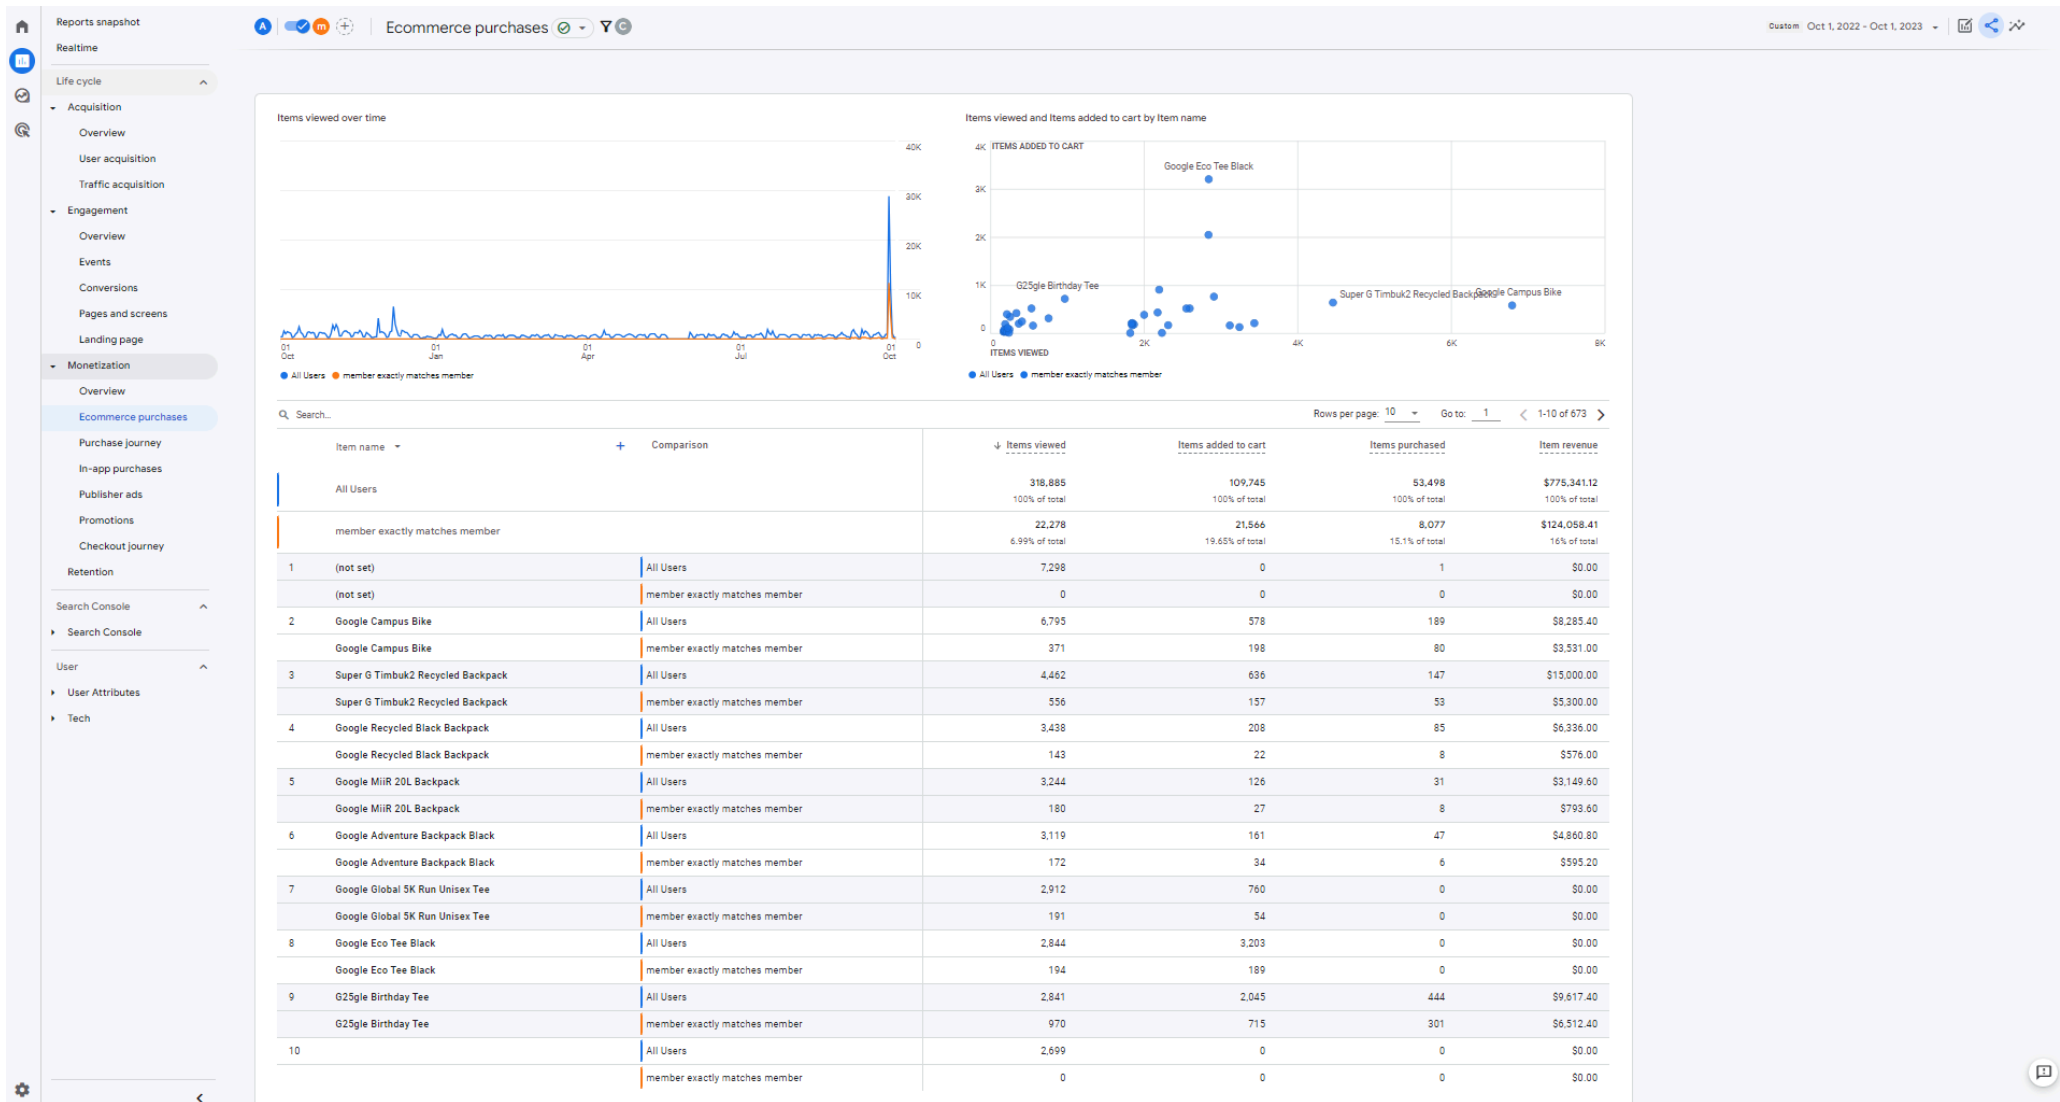 Reports snapshot
Realtime
Life cycle
Acquisition
Overview
User acquisition
Traffic acquisition
Engagement
Overview
Events
Conversions
Pages and screens
Landing page
Monetization
Overview
Ecommerce purchases
Purchase journey
In-app purchases
Publisher ads
Promotions
Checkout journey
Retention
Search Console
Search Console
User
User Attributes
Tech
A m Ecommerce purchases C
Custom Oct 1, 2022 - Oct 1, 2023
Items viewed over time
40K
30K
20K
10K
0
01 Oct
01 Jan
01 Apr
01 Jul
01 Oct
All Users member exactly matches member
Items viewed and Items added to cart by Item name
ITEMS ADDED TO CART
4K
3K
2K
1K
0
Google Eco Tee Black
G25gle Birthday Tee
Super G Timbuk2 Recycled Backpack
Google Campus Bike
0 2K 4K 6K 8K
ITEMS VIEWED
All Users member exactly matches member
Search...
Rows per page: 10 Go to: 1 1-10 of 673
Item name + Comparison Items viewed Items added to cart Items purchased Item revenue
All Users 318,885 109,745 53,498 $775,341.12
100% of total 100% of total 100% of total 100% of total
member exactly matches member 22,278 21,566 8,077 $124,058.41
6.99% of total 19.65% of total 15.1% of total 16% of total
1 (not set) All Users 7,298 0 1 $0.00
(not set) member exactly matches member 0 0 0 $0.00
2 Google Campus Bike All Users 6,795 578 189 $8,285.40
Google Campus Bike member exactly matches member 371 198 80 $3,531.00
3 Super G Timbuk2 Recycled Backpack All Users 4,462 636 147 $15,000.00
Super G Timbuk2 Recycled Backpack member exactly matches member 556 157 53 $5,300.00
4 Google Recycled Black Backpack All Users 3,438 208 85 $6,336.00
Google Recycled Black Backpack member exactly matches member 143 22 8 $576.00
5 Google MiiR 20L Backpack All Users 3,244 126 31 $3,149.60
Google MiiR 20L Backpack member exactly matches member 180 27 8 $793.60
6 Google Adventure Backpack Black All Users 3,119 161 47 $4,860.80
Google Adventure Backpack Black member exactly matches member 172 34 6 $595.20
7 Google Global 5K Run Unisex Tee All Users 2,912 760 0 $0.00
Google Global 5K Run Unisex Tee member exactly matches member 191 54 0 $0.00
8 Google Eco Tee Black All Users 2,844 3,203 0 $0.00
Google Eco Tee Black member exactly matches member 194 189 0 $0.00
9 G25gle Birthday Tee All Users 2,841 2,045 444 $9,617.40
G25gle Birthday Tee member exactly matches member 970 715 301 $6,512.40
10 All Users 2,699 0 0 $0.00
member exactly matches member 0 0 0 $0.00